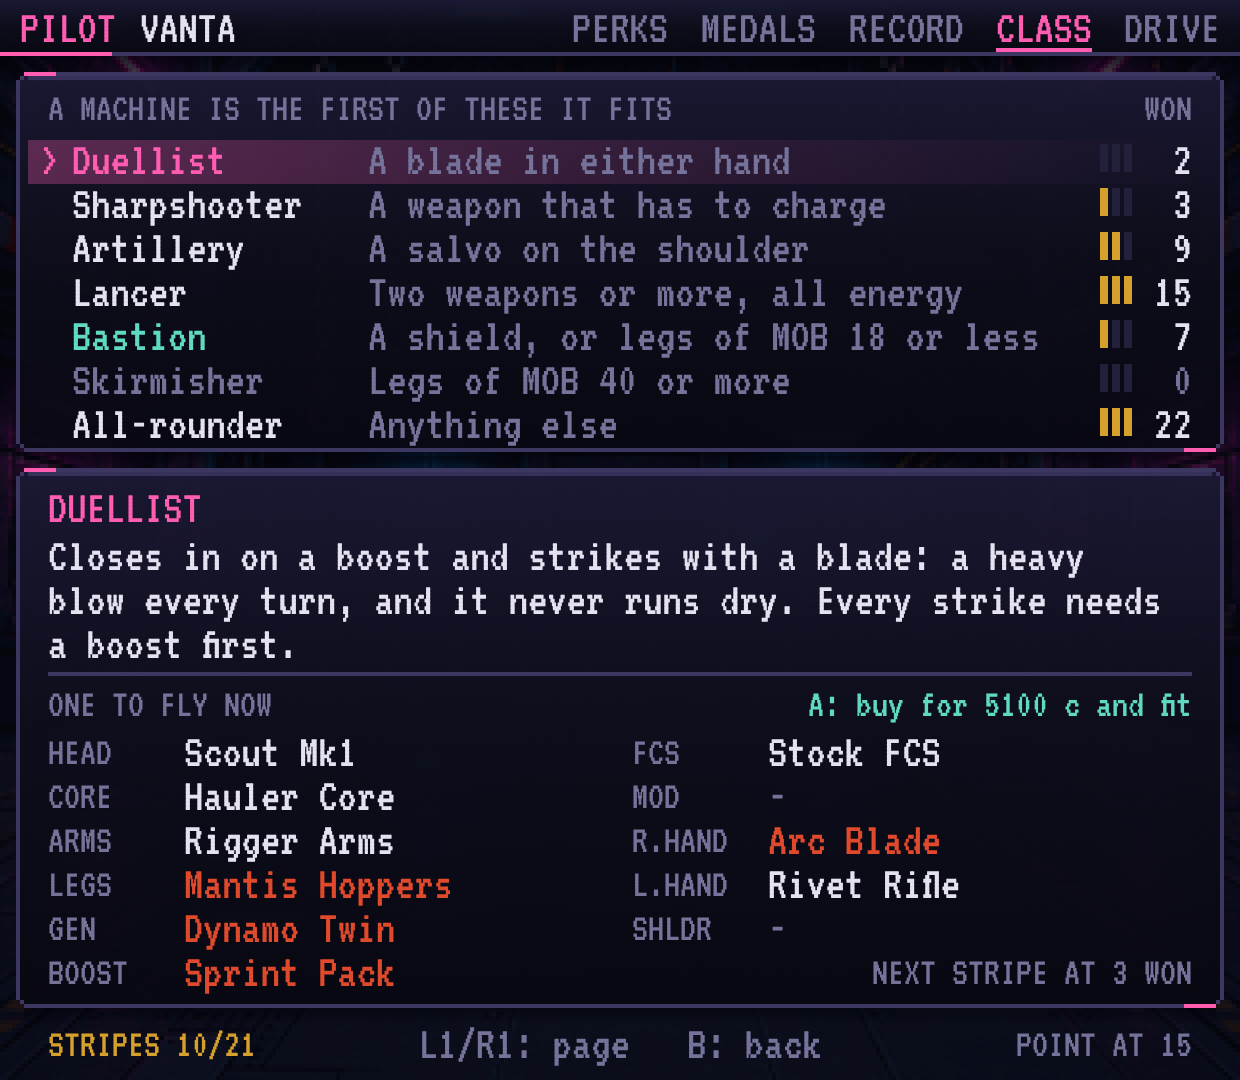 PILOT VANTA PERKS MEDALS RECORD CLASS DRIVE
A MACHINE IS THE FIRST OF THESE IT FITS WON
> Duellist A blade in either hand 2
Sharpshooter A weapon that has to charge 3
Artillery A salvo on the shoulder 9
Lancer Two weapons or more, all energy 15
Bastion A shield, or legs of MOB 18 or less 7
Skirmisher Legs of MOB 40 or more 0
All-rounder Anything else 22
DUELLIST
Closes in on a boost and strikes with a blade: a heavy
blow every turn, and it never runs dry. Every strike needs
a boost first.
ONE TO FLY NOW A: buy for 5100 c and fit
HEAD Scout Mk1 FCS Stock FCS
CORE Hauler Core MOD -
ARMS Rigger Arms R.HAND Arc Blade
LEGS Mantis Hoppers L.HAND Rivet Rifle
GEN Dynamo Twin SHLDR -
BOOST Sprint Pack NEXT STRIPE AT 3 WON
STRIPES 10/21 L1/R1: page B: back POINT AT 15